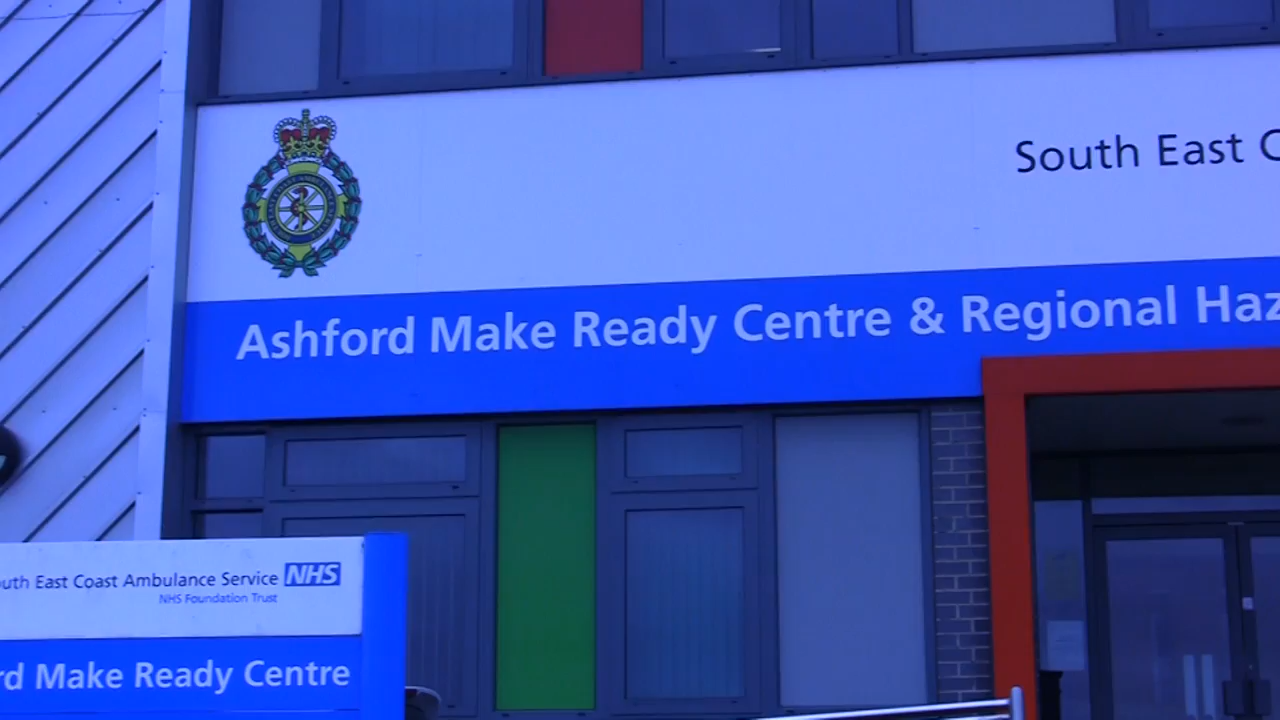 South East C
Ashford Make Ready Centre & Regional Haz
uth East Coast Ambulance Service NHS
NHS Foundation Trust
rd Make Ready Centre